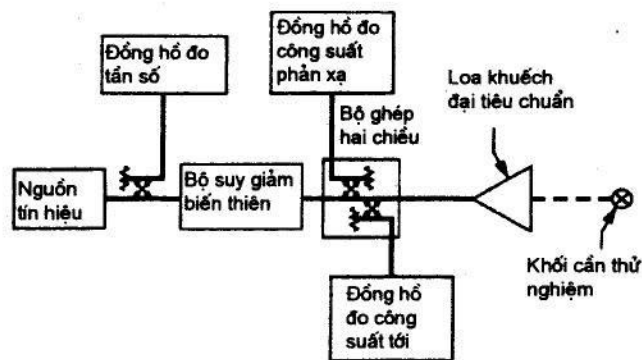 Đồng hồ đo
tần số
Đồng hồ đo
công suất
phản xạ
Loa khuếch
đại tiêu chuẩn
Bộ ghép
hai chiều
Nguồn
tín hiệu
Bộ suy giảm
biến thiên
Khối cần thử
nghiệm
Đồng hồ
đo công
suất tới